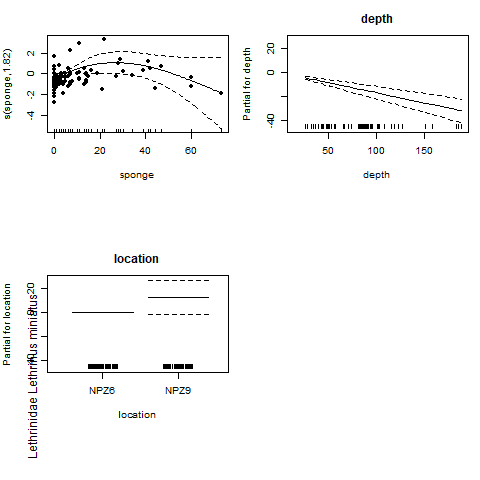 s(sponge,1.82)
2
0
-2
-4
0
20
40
60
sponge
depth
Partial for depth
20
0
-40
50
100
150
depth
location
Partial for location
20
NPZ6
NPZ9
location
Lethrinidae Lethrinus miniatus